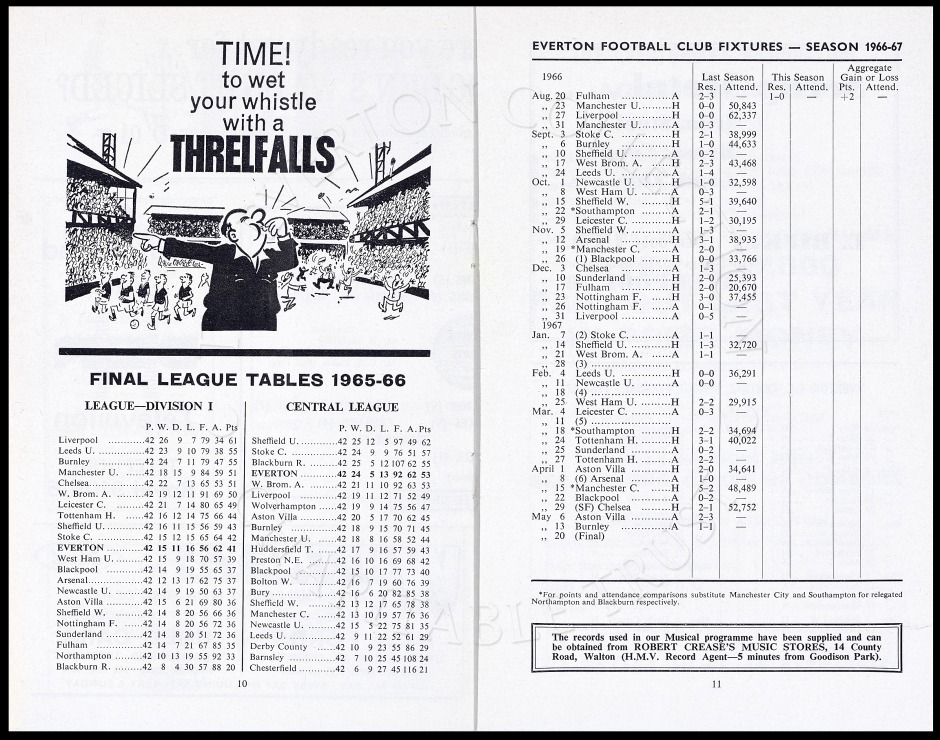 TIME!
to wet
your whistle
with a
THRELFALLS
FINAL LEAGUE TABLES 1965-66
LEAGUE—DIVISION I
P. W. D. L. F. A. Pts
Liverpool ............42 26 9 7 79 34 61
Leeds U. ............42 23 9 10 79 38 55
Burnley ............42 24 7 11 79 47 55
Manchester U. ......42 18 15 9 84 59 51
Chelsea...............42 22 7 13 65 53 51
W. Brom. A. ......42 19 12 11 91 69 50
Leicester C. .........42 21 7 14 80 65 49
Tottenham H. ......42 16 12 14 75 66 44
Sheffield U. .........42 16 11 15 56 59 43
Stoke C. ............42 15 12 15 65 64 42
EVERTON .........42 15 11 16 56 62 41
West Ham U. ......42 15 9 18 70 57 39
Blackpool .........42 14 9 19 55 65 37
Arsenal...............42 12 13 17 62 75 37
Newcastle U. ......42 14 9 19 50 63 37
Aston Villa .........42 15 6 21 69 80 36
Sheffield W. ......42 14 8 20 56 66 36
Nottingham F. ......42 14 8 20 56 72 36
Sunderland .........42 14 8 20 51 72 36
Fulham ............42 14 7 21 67 85 35
Northampton ......42 10 13 19 55 92 33
Blackburn R. ......42 8 4 30 57 88 20
CENTRAL LEAGUE
P. W. D. L. F. A. Pts
Sheffield U. .........42 25 12 5 97 49 62
Stoke C. ............42 24 9 9 76 51 57
Blackburn R. ......42 25 5 12 107 62 55
EVERTON .........42 24 5 13 92 62 53
W. Brom. A. ......42 21 11 10 92 63 53
Liverpool .........42 19 11 12 71 52 49
Wolverhampton ...42 19 9 14 75 56 47
Aston Villa .........42 20 5 17 70 62 45
Burnley ............42 18 9 15 70 71 45
Manchester U. ......42 18 8 16 58 52 44
Huddersfield T. ...42 17 9 16 57 59 43
Preston N.E. ......42 16 10 16 69 68 42
Blackpool .........42 15 10 17 77 73 40
Bolton W. .........42 16 7 19 60 76 39
Bury ...............42 16 6 20 82 85 38
Sheffield W. ......42 13 12 17 65 78 38
Manchester C. ......42 13 10 19 57 76 36
Newcastle U. ......42 15 5 22 75 81 35
Leeds U. ............42 9 11 22 52 61 29
Derby County ......42 10 9 23 55 86 29
Barnsley ............42 7 10 25 45 108 24
Chesterfield.........42 6 9 27 45 116 21
10
EVERTON FOOTBALL CLUB FIXTURES — SEASON 1966-67
1966 Last Season This Season Aggregate Gain or Loss
Res. Attend. Res. Attend. Pts. Attend.
Aug. 20 Fulham ...............A 2–3 — 1–0 — +2 —
,, 23 Manchester U. .........H 0–0 50,843
,, 27 Liverpool ...............H 0–0 62,337
,, 31 Manchester U. .........A 0–3 —
Sept. 3 Stoke C. ...............H 2–1 38,999
,, 6 Burnley ...............H 1–0 44,633
,, 10 Sheffield U. ............A 0–2 —
,, 17 West Brom. A. .........H 2–3 43,468
,, 24 Leeds U. ...............A 1–4 —
Oct. 1 Newcastle U. .........H 1–0 32,598
,, 8 West Ham U. .........A 0–3 —
,, 15 Sheffield W. .........H 5–1 39,640
,, 22 *Southampton .........A 2–1 —
,, 29 Leicester C. .........H 1–2 30,195
Nov. 5 Sheffield W. .........A 1–3 —
,, 12 Arsenal ...............H 3–1 38,935
,, 19 *Manchester C. .........A 2–0 —
,, 26 (1) Blackpool .........H 0–0 33,766
Dec. 3 Chelsea ...............A 1–3 —
,, 10 Sunderland ............H 2–0 25,393
,, 17 Fulham ...............H 2–0 20,670
,, 23 Nottingham F. ......H 3–0 37,455
,, 26 Nottingham F. ......A 0–1 —
,, 31 Liverpool ............A 0–5 —
1967
Jan. 7 (2) Stoke C. .........A 1–1 —
,, 14 Sheffield U. ............H 1–3 32,720
,, 21 West Brom. A. ......A 1–1 —
,, 28 (3) .....................
Feb. 4 Leeds U. ...............H 0–0 36,291
,, 11 Newcastle U. .........A 0–0 —
,, 18 (4) .....................
,, 25 West Ham U. .........H 2–2 29,915
Mar. 4 Leicester C. .........A 0–3 —
,, 11 (5) .....................
,, 18 *Southampton .........H 2–2 34,694
,, 24 Tottenham H. .........H 3–1 40,022
,, 25 Sunderland ............A 0–2 —
,, 27 Tottenham H. .........A 2–2 —
April 1 Aston Villa ............H 2–0 34,641
,, 8 (6) Arsenal ............A 1–0 —
,, 15 *Manchester C. .........H 5–2 48,489
,, 22 Blackpool ............A 0–2 —
,, 29 (SF) Chelsea .........H 2–1 52,752
May 6 Aston Villa ............A 2–3 —
,, 13 Burnley ...............A 1–1 —
,, 20 (Final)
*For points and attendance comparisons substitute Manchester City and Southampton for relegated
Northampton and Blackburn respectively.
The records used in our Musical programme have been supplied and can
be obtained from ROBERT CREASE'S MUSIC STORES, 14 County
Road, Walton (H.M.V. Record Agent—5 minutes from Goodison Park).
11